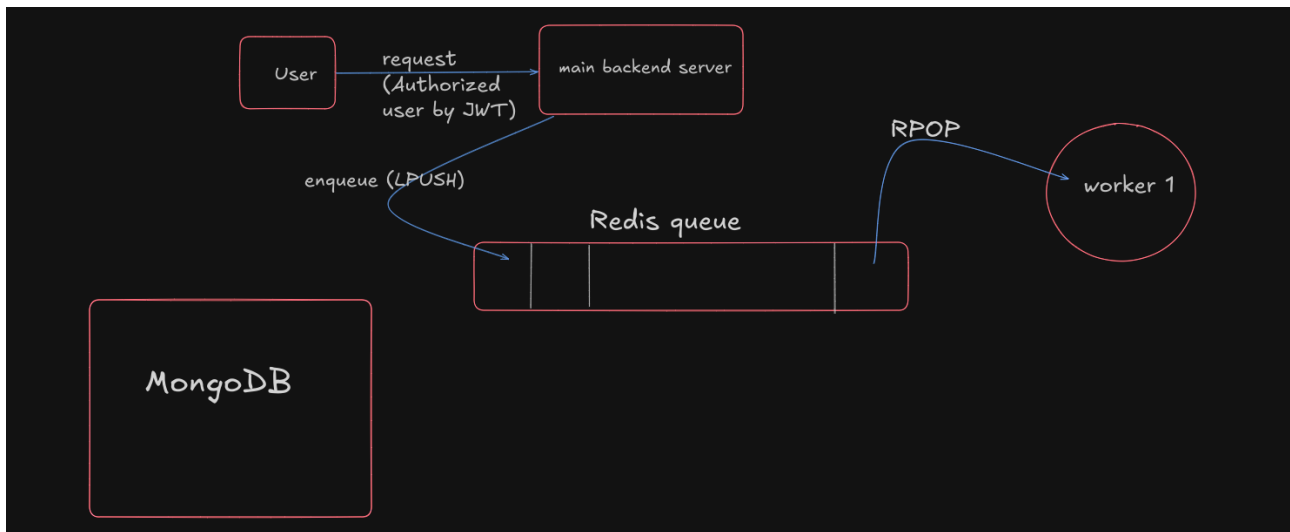 User
request
(Authorized
user by JWT)
main backend server
enqueue (LPUSH)
RPOP
worker 1
Redis queue
MongoDB